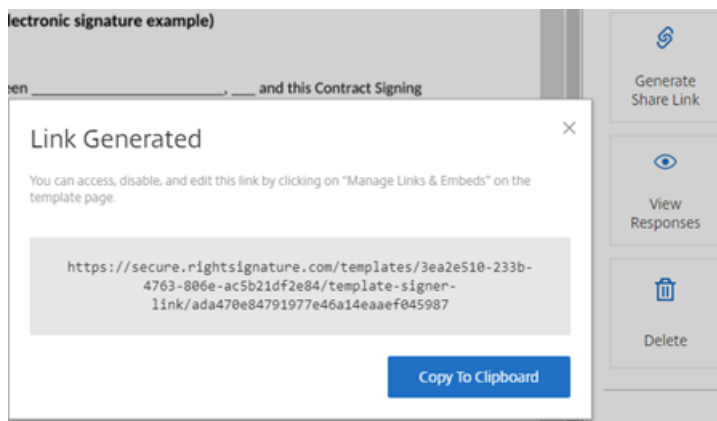 lectronic signature example)
een ____________________________, ____ and this Contract Signing
Link Generated
You can access, disable, and edit this link by clicking on "Manage Links & Embeds" on the
template page.
https://secure.rightsignature.com/templates/3ea2e510-233b-
4763-806e-ac5b21df2e84/template-signer-
link/ada470e84791977e46a14eaaef045987
Copy To Clipboard
Generate
Share Link
View
Responses
Delete